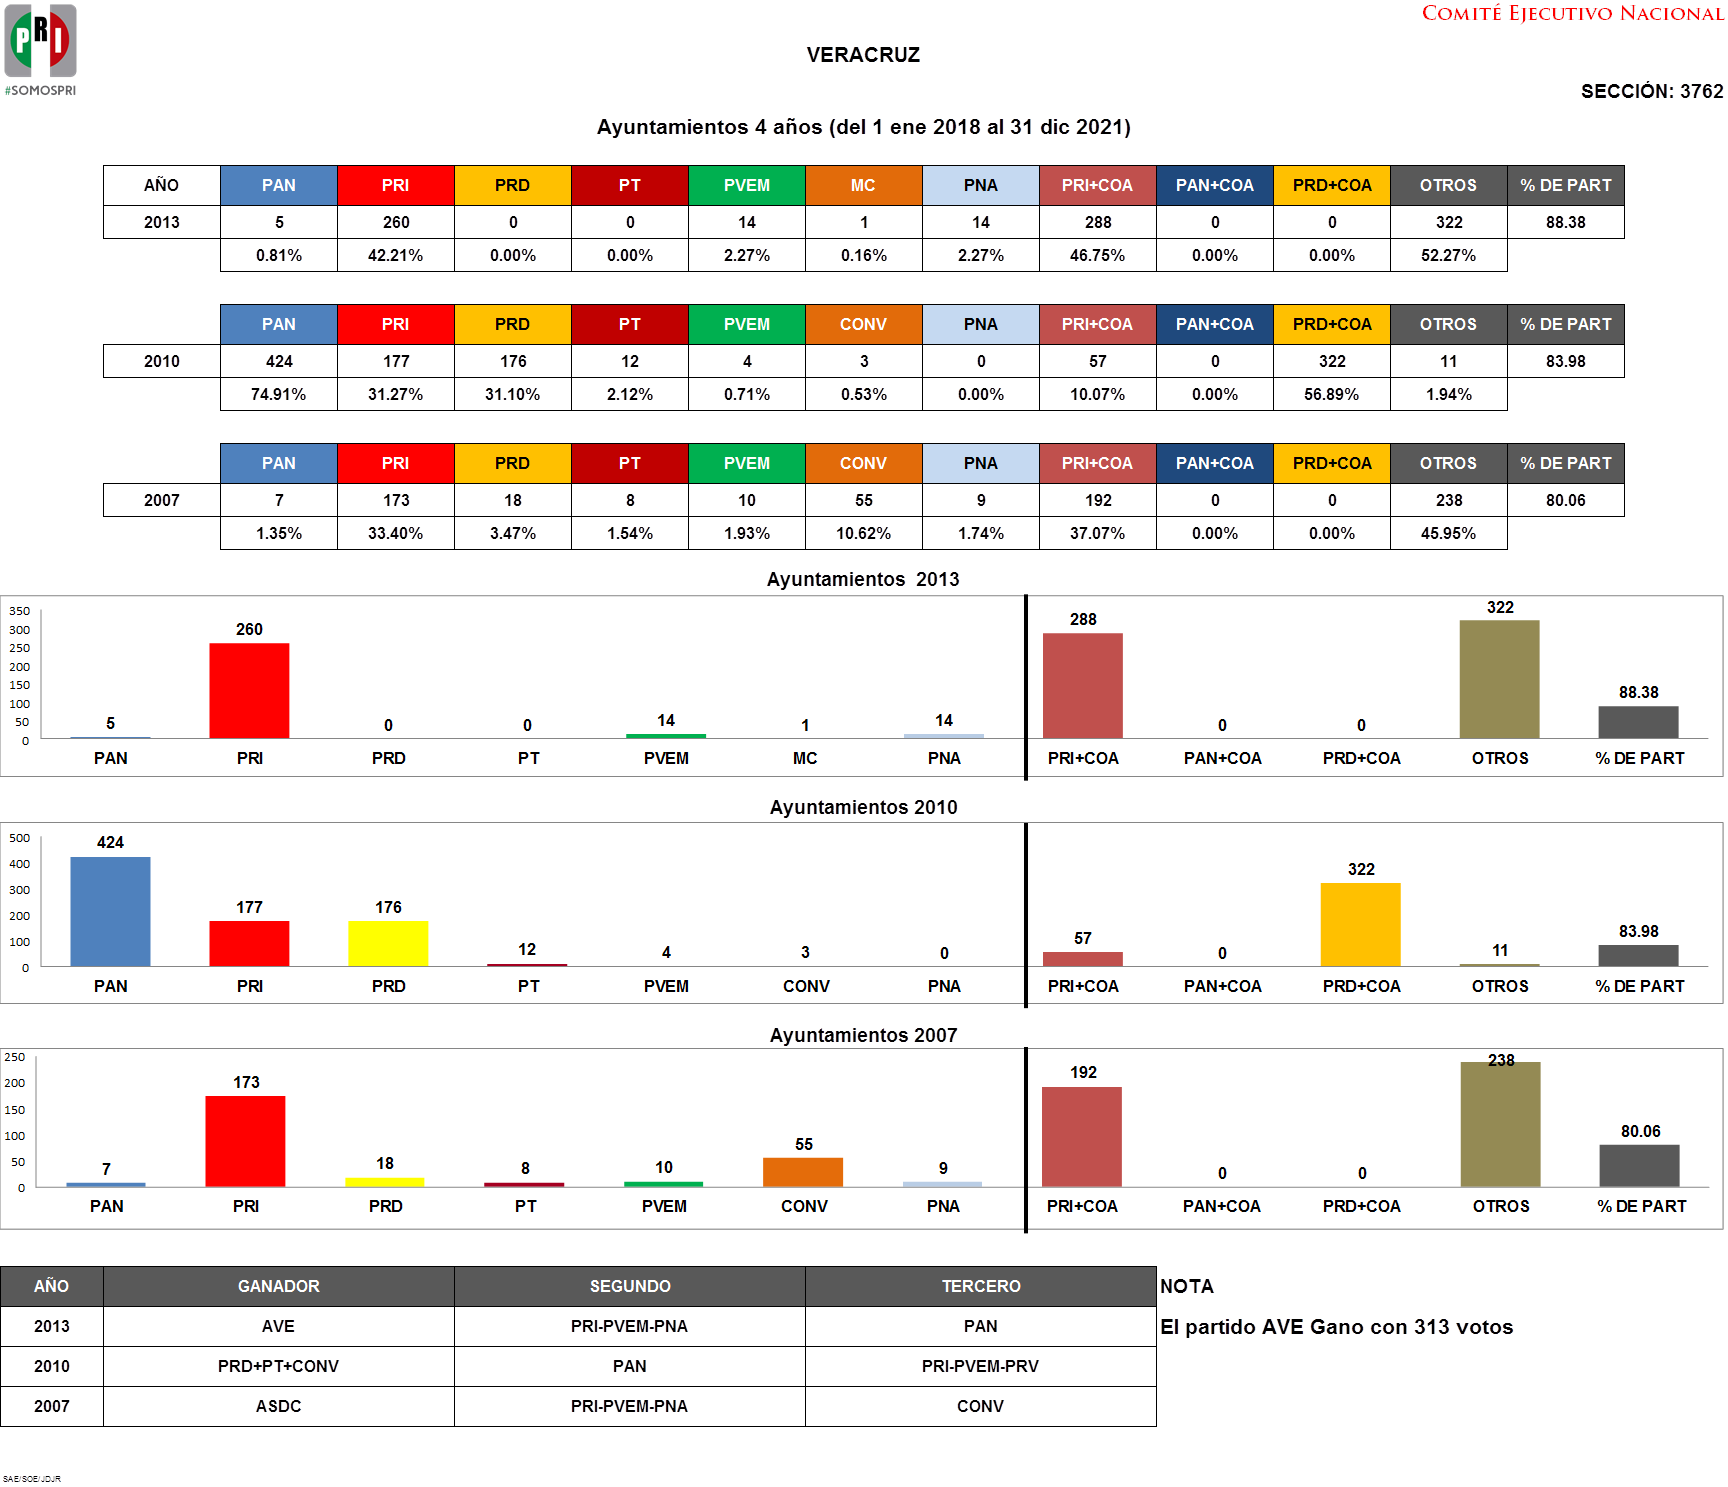 PRI
#SOMOSPRI
COMITÉ EJECUTIVO NACIONAL
VERACRUZ
SECCIÓN: 3762
Ayuntamientos 4 años (del 1 ene 2018 al 31 dic 2021)
AÑO PAN PRI PRD PT PVEM MC PNA PRI+COA PAN+COA PRD+COA OTROS % DE PART
2013 5 260 0 0 14 1 14 288 0 0 322 88.38
0.81% 42.21% 0.00% 0.00% 2.27% 0.16% 2.27% 46.75% 0.00% 0.00% 52.27%
PAN PRI PRD PT PVEM CONV PNA PRI+COA PAN+COA PRD+COA OTROS % DE PART
2010 424 177 176 12 4 3 0 57 0 322 11 83.98
74.91% 31.27% 31.10% 2.12% 0.71% 0.53% 0.00% 10.07% 0.00% 56.89% 1.94%
PAN PRI PRD PT PVEM CONV PNA PRI+COA PAN+COA PRD+COA OTROS % DE PART
2007 7 173 18 8 10 55 9 192 0 0 238 80.06
1.35% 33.40% 3.47% 1.54% 1.93% 10.62% 1.74% 37.07% 0.00% 0.00% 45.95%
Ayuntamientos  2013
350
300
250
200
150
100
50
0
5 260 0 0 14 1 14 288 0 0 322 88.38
PAN PRI PRD PT PVEM MC PNA PRI+COA PAN+COA PRD+COA OTROS % DE PART
Ayuntamientos 2010
500
400
300
200
100
0
424 177 176 12 4 3 0 57 0 322 11 83.98
PAN PRI PRD PT PVEM CONV PNA PRI+COA PAN+COA PRD+COA OTROS % DE PART
Ayuntamientos 2007
250
200
150
100
50
0
7 173 18 8 10 55 9 192 0 0 238 80.06
PAN PRI PRD PT PVEM CONV PNA PRI+COA PAN+COA PRD+COA OTROS % DE PART
AÑO GANADOR SEGUNDO TERCERO NOTA
2013 AVE PRI-PVEM-PNA PAN El partido AVE Gano con 313 votos
2010 PRD+PT+CONV PAN PRI-PVEM-PRV
2007 ASDC PRI-PVEM-PNA CONV
SAE/SOE/JDJR